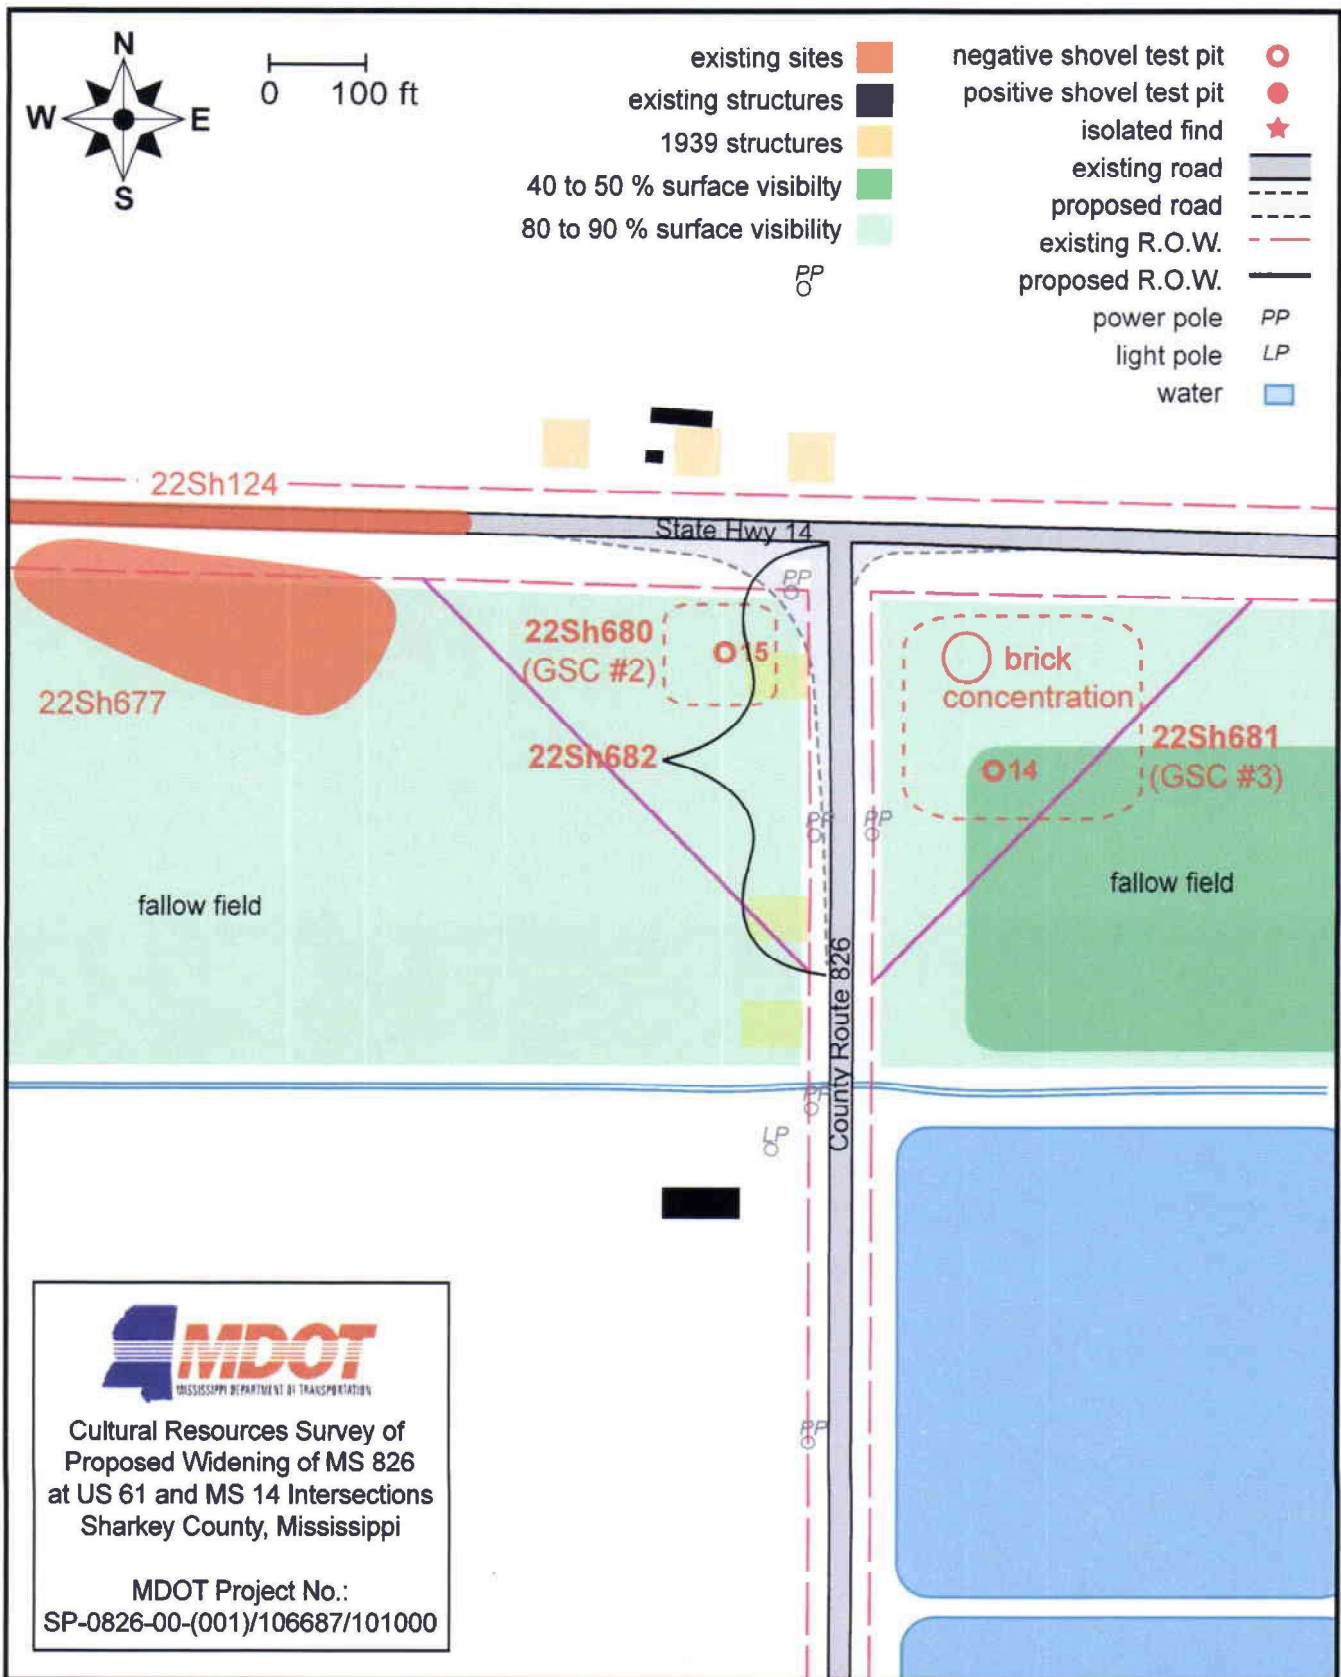 N
W
E
S
0 100 ft
existing sites
existing structures
1939 structures
40 to 50 % surface visibilty
80 to 90 % surface visibility
PP
negative shovel test pit
positive shovel test pit
isolated find
existing road
proposed road
existing R.O.W.
proposed R.O.W.
power pole PP
light pole LP
water
22Sh124
State Hwy 14
PP
22Sh680
(GSC #2)
15
22Sh677
22Sh682
brick
concentration
22Sh681
(GSC #3)
14
PP
PP
fallow field
fallow field
County Route 826
PP
LP
PP
MDOT
MISSISSIPPI DEPARTMENT OF TRANSPORTATION
Cultural Resources Survey of
Proposed Widening of MS 826
at US 61 and MS 14 Intersections
Sharkey County, Mississippi
MDOT Project No.:
SP-0826-00-(001)/106687/101000